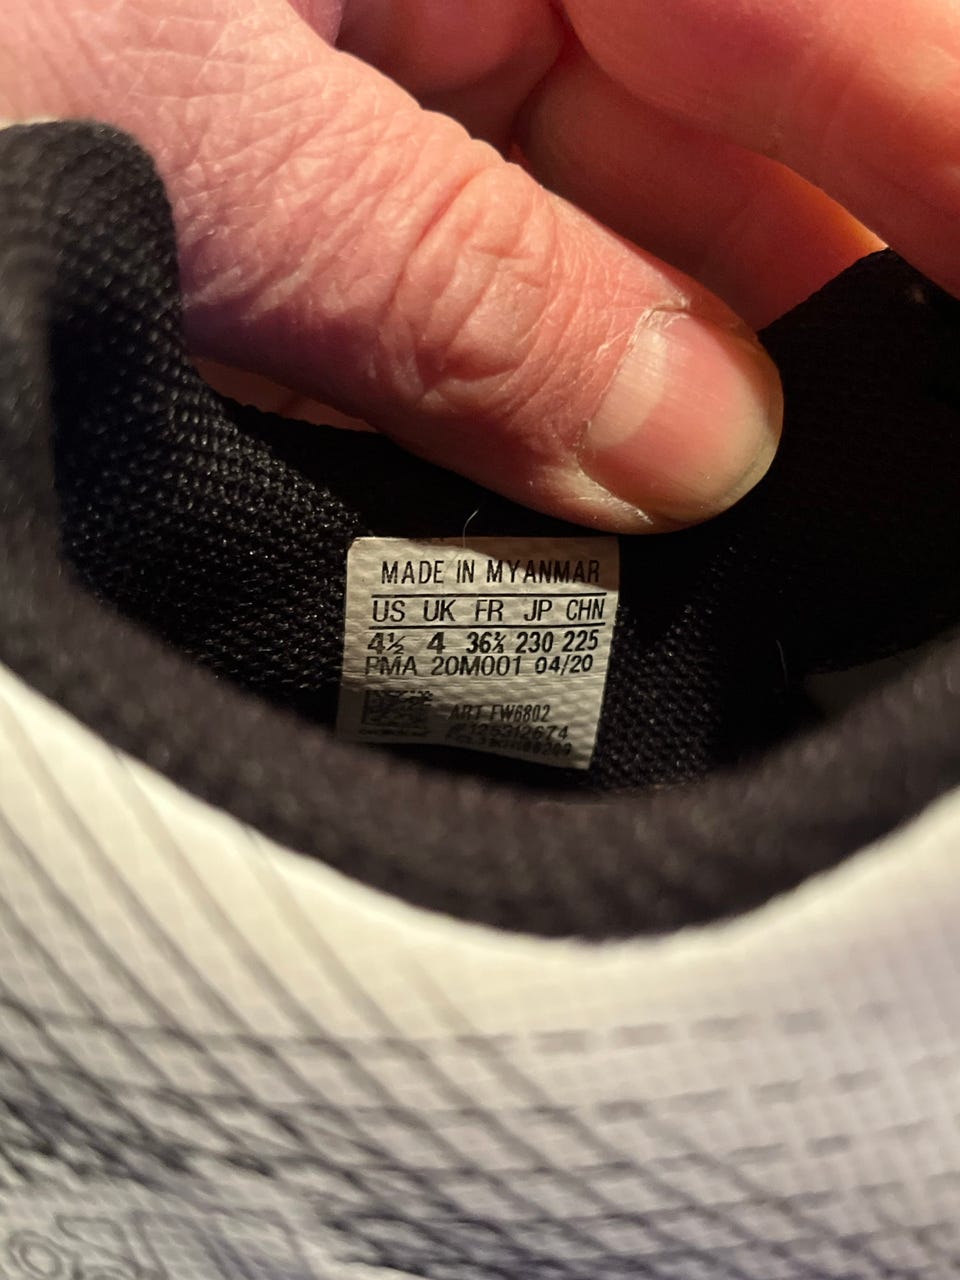 MADE IN MYANMAR
US UK FR JP CHN
4½ 4 36⅔ 230 225
PMA 20M001 04/20
ART FW6802